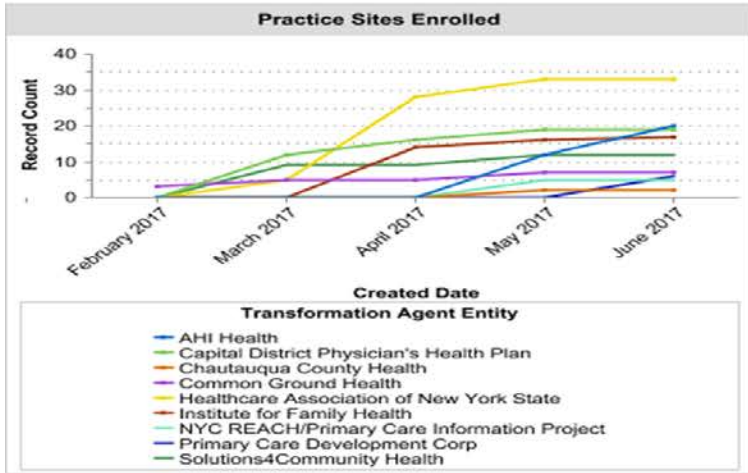 Practice Sites Enrolled
40
30
20
10
0
Record Count
February 2017
March 2017
April 2017
May 2017
June 2017
Created Date
Transformation Agent Entity
AHI Health
Capital District Physician's Health Plan
Chautauqua County Health
Common Ground Health
Healthcare Association of New York State
Institute for Family Health
NYC REACH/Primary Care Information Project
Primary Care Development Corp
Solutions4Community Health